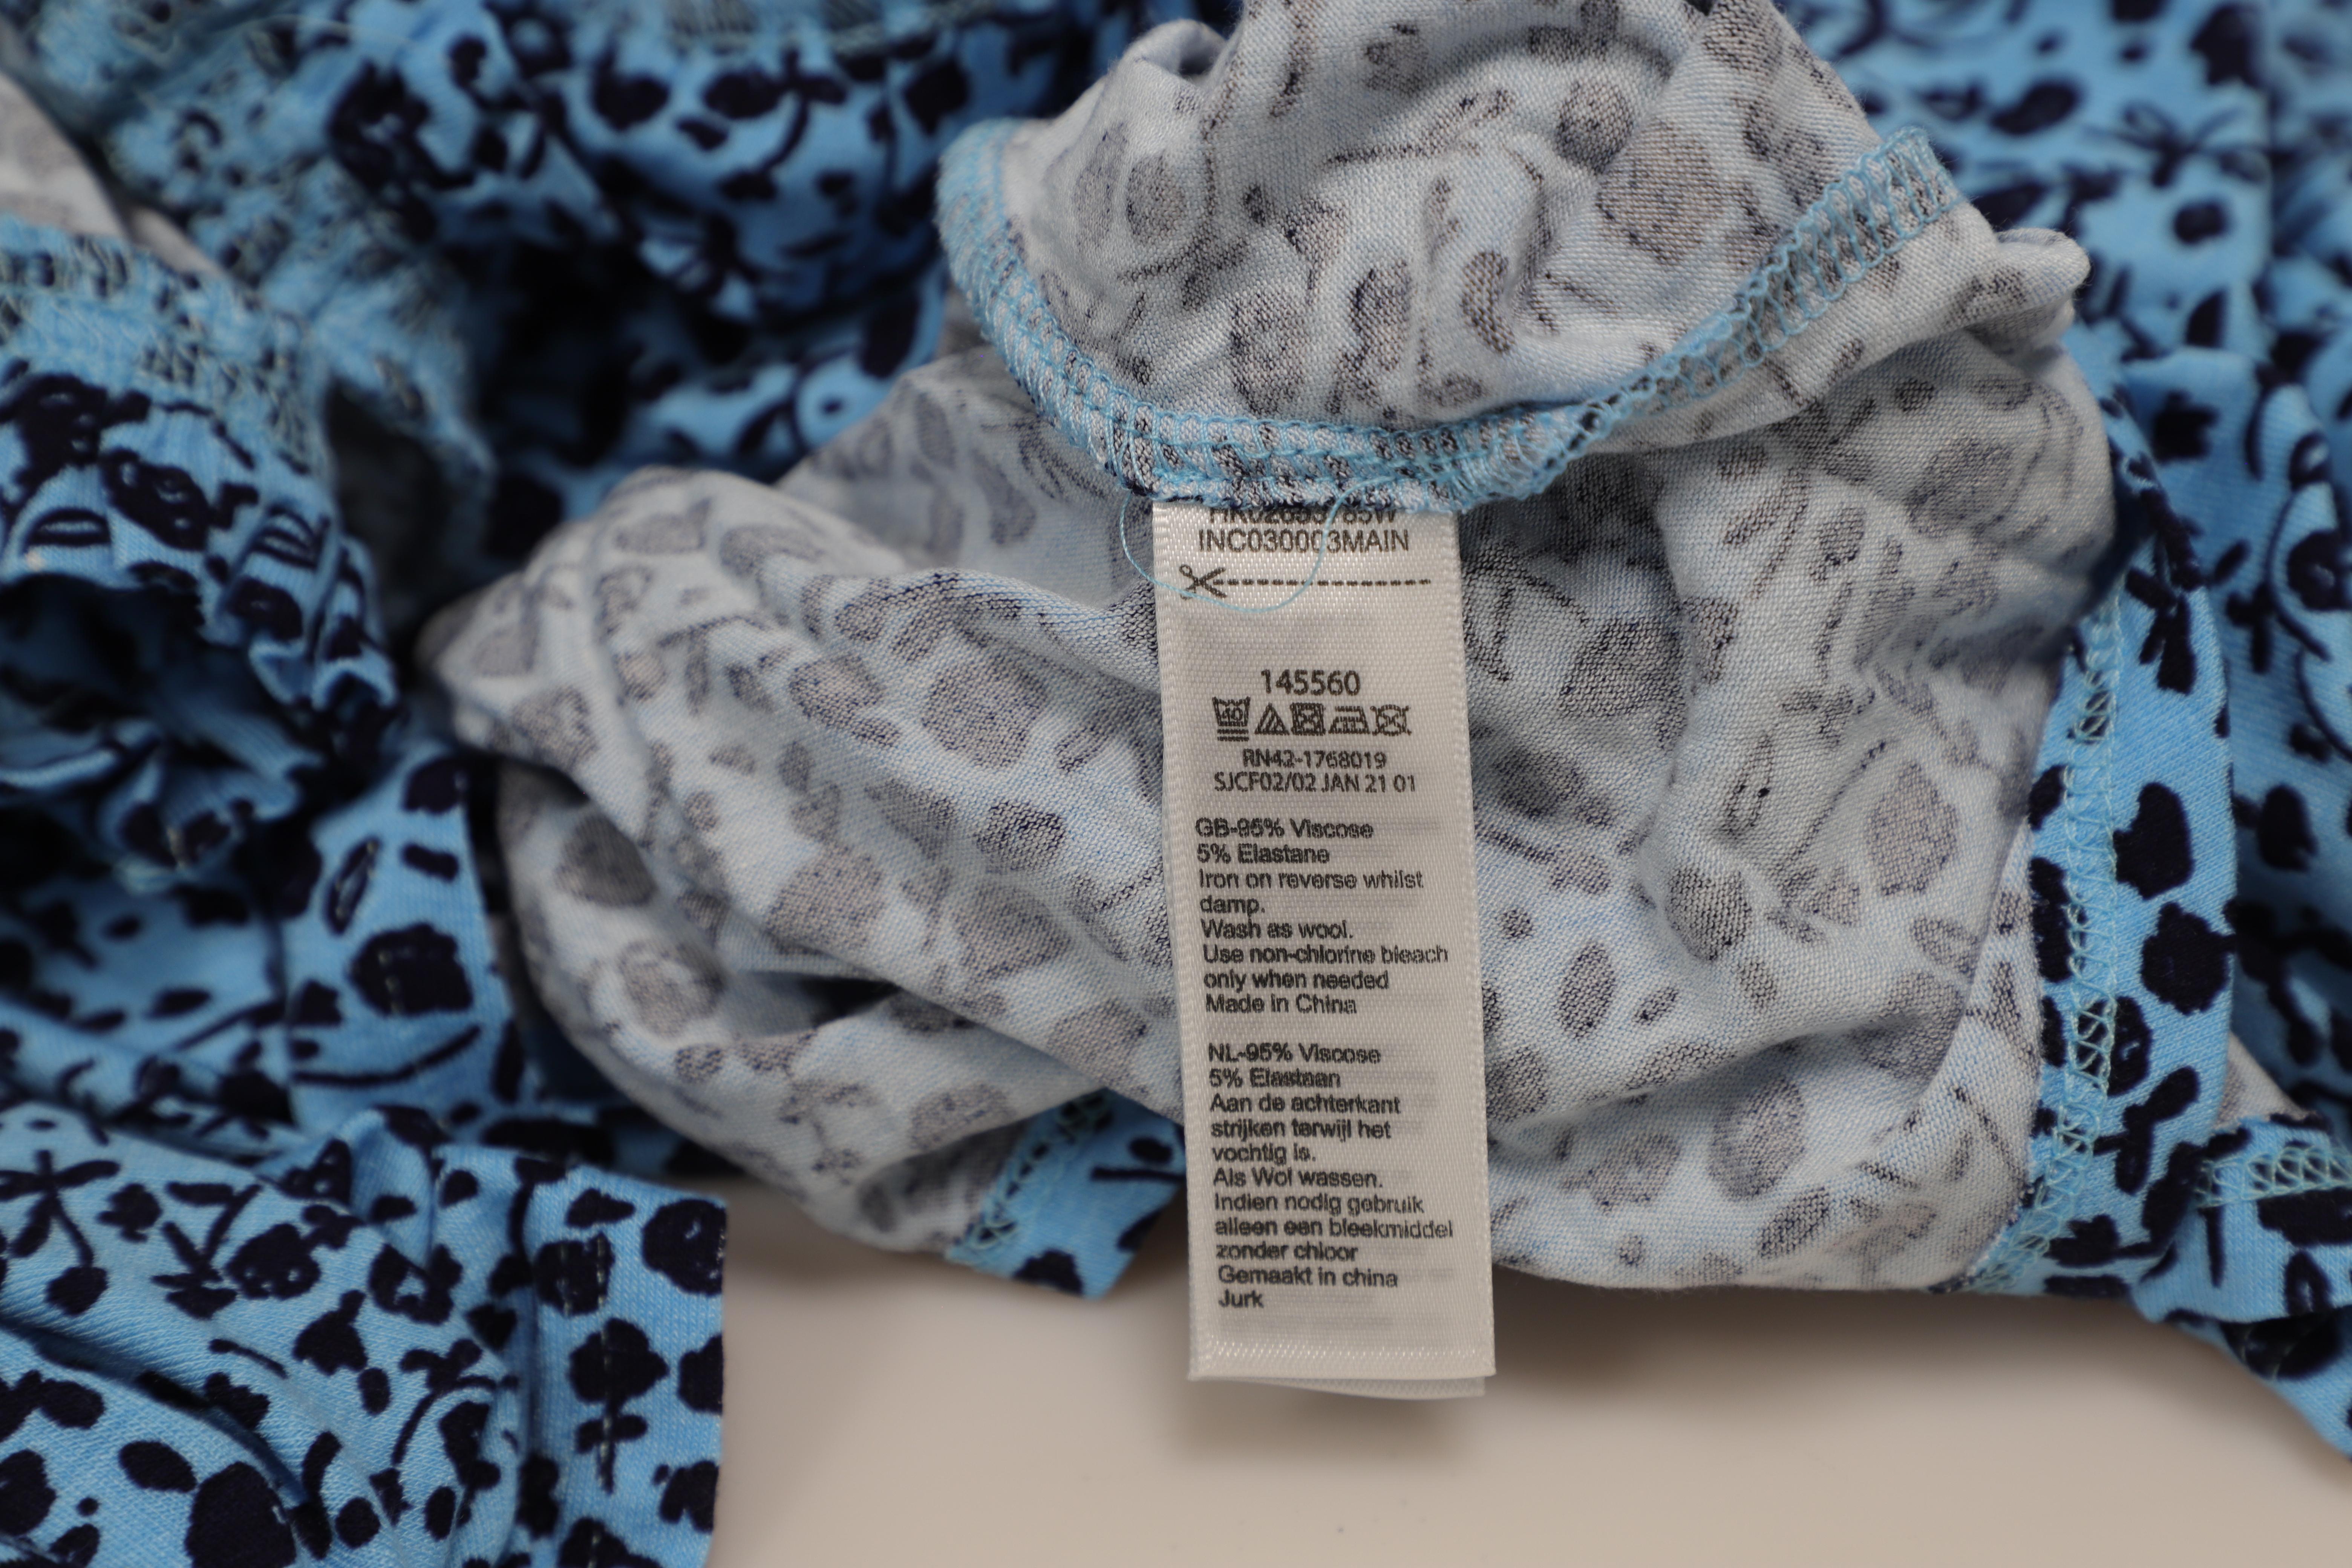 INC030003MAIN
145560
40
RN42-1768019
SJCF02/02 JAN 21 01
GB-95% Viscose
5% Elastane
Iron on reverse whilst
damp.
Wash as wool.
Use non-chlorine bleach
only when needed
Made in China
NL-95% Viscose
5% Elastaan
Aan de achterkant
strijken terwijl het
vochtig is.
Als Wol wassen.
Indien nodig gebruik
alleen een bleekmiddel
zonder chloor
Gemaakt in china
Jurk